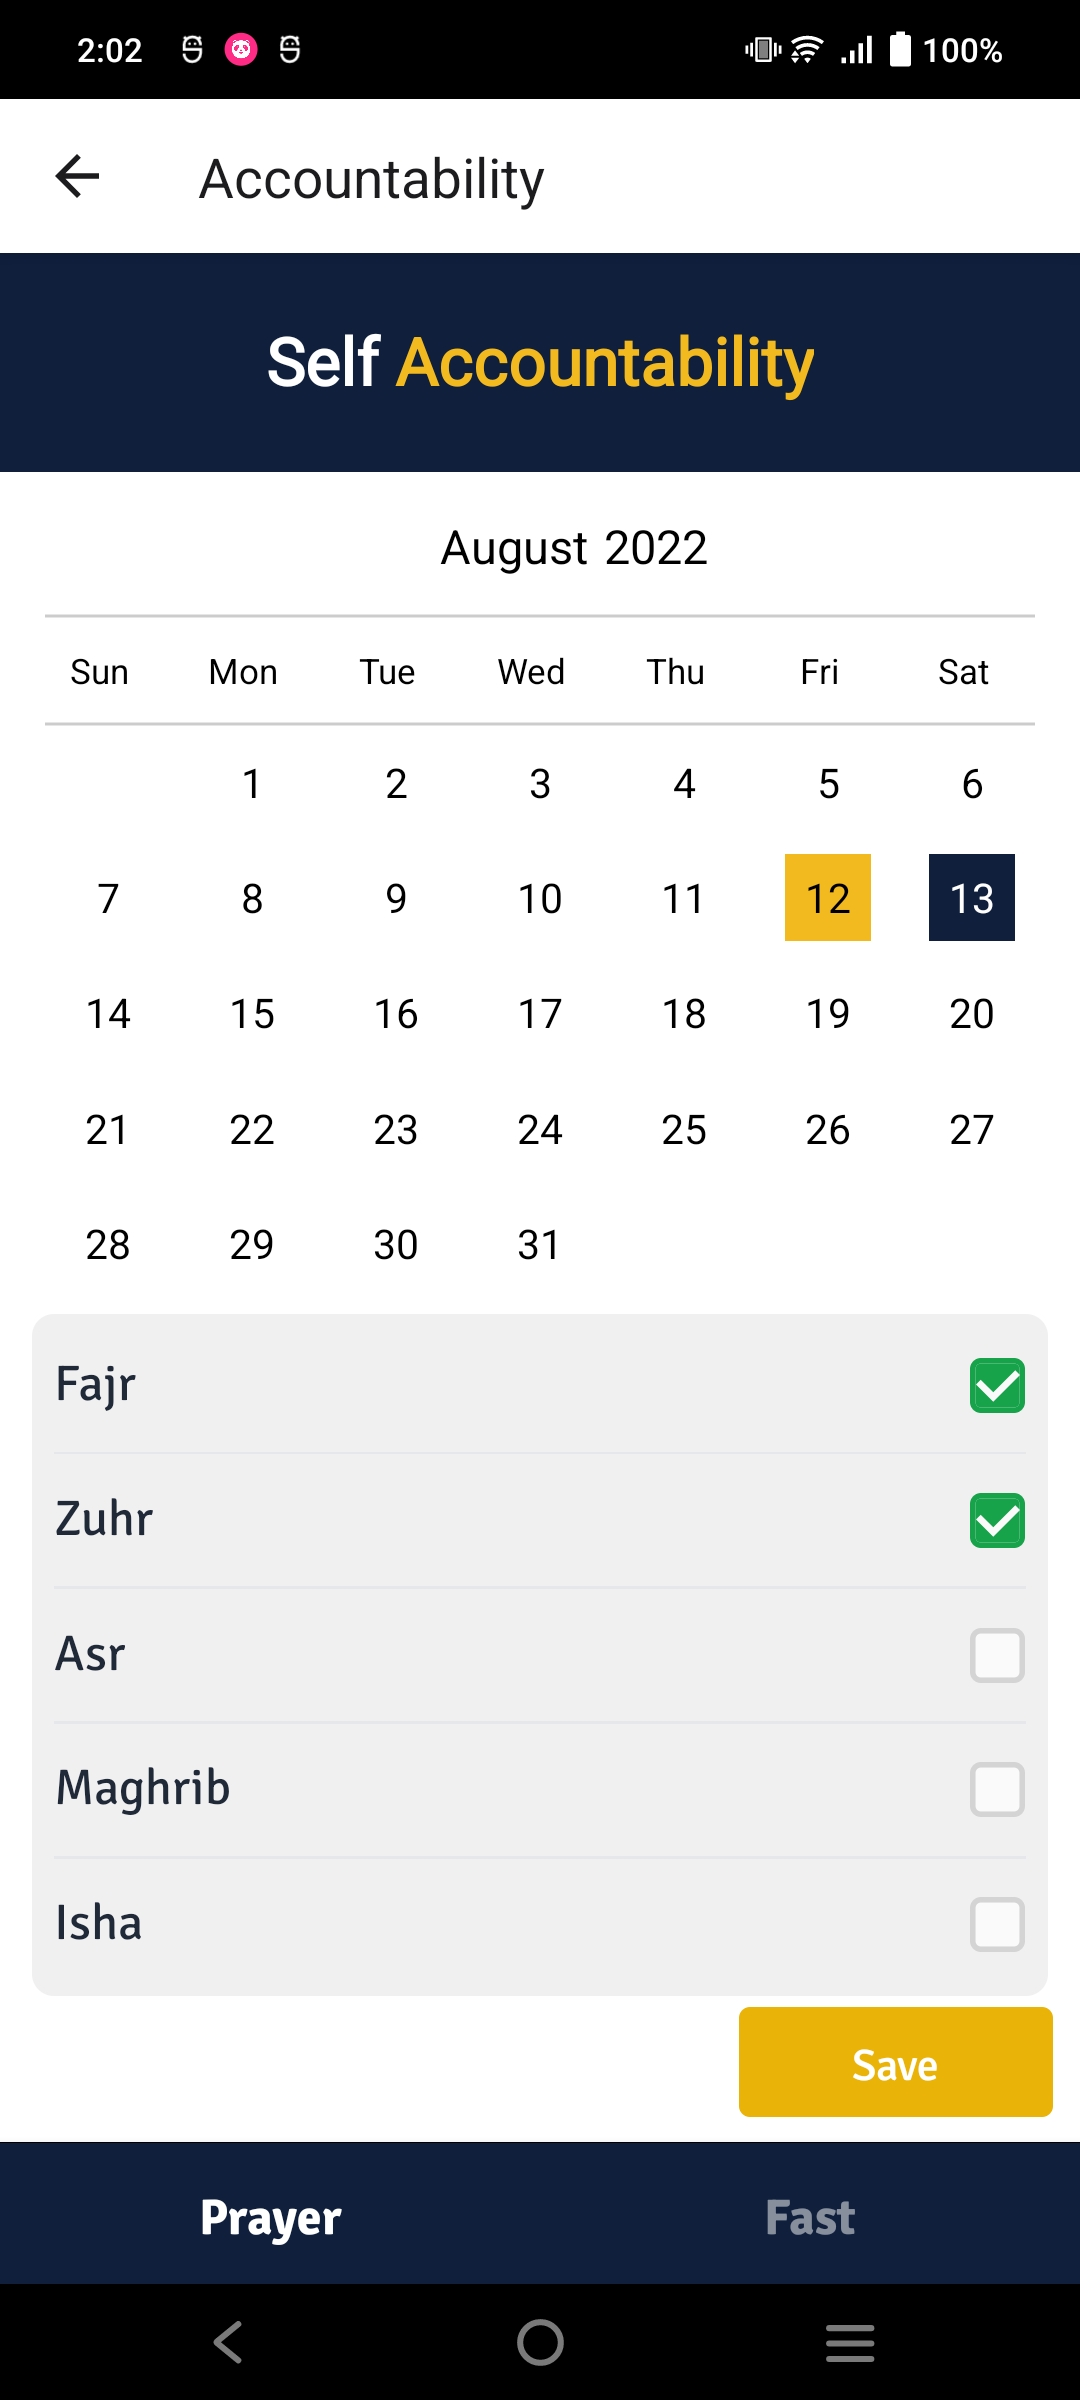 2:02 100%
Accountability
Self Accountability
August 2022
Sun Mon Tue Wed Thu Fri Sat
1 2 3 4 5 6
7 8 9 10 11 12 13
14 15 16 17 18 19 20
21 22 23 24 25 26 27
28 29 30 31
Fajr
Zuhr
Asr
Maghrib
Isha
Save
Prayer Fast